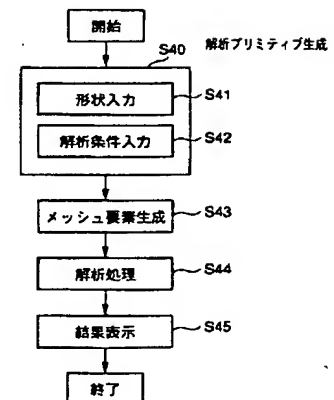 開始
S40
解析プリミティブ生成
形状入力
S41
解析条件入力
S42
メッシュ要素生成
S43
解析処理
S44
結果表示
S45
終了